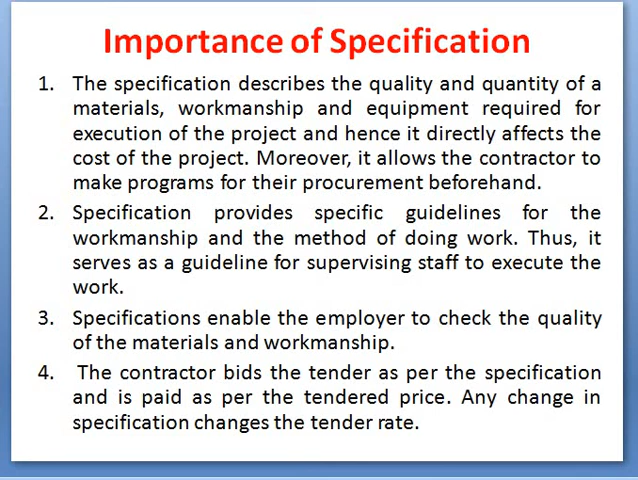 Importance of Specification
1. The specification describes the quality and quantity of a
materials, workmanship and equipment required for
execution of the project and hence it directly affects the
cost of the project. Moreover, it allows the contractor to
make programs for their procurement beforehand.
2. Specification provides specific guidelines for the
workmanship and the method of doing work. Thus, it
serves as a guideline for supervising staff to execute the
work.
3. Specifications enable the employer to check the quality
of the materials and workmanship.
4. The contractor bids the tender as per the specification
and is paid as per the tendered price. Any change in
specification changes the tender rate.